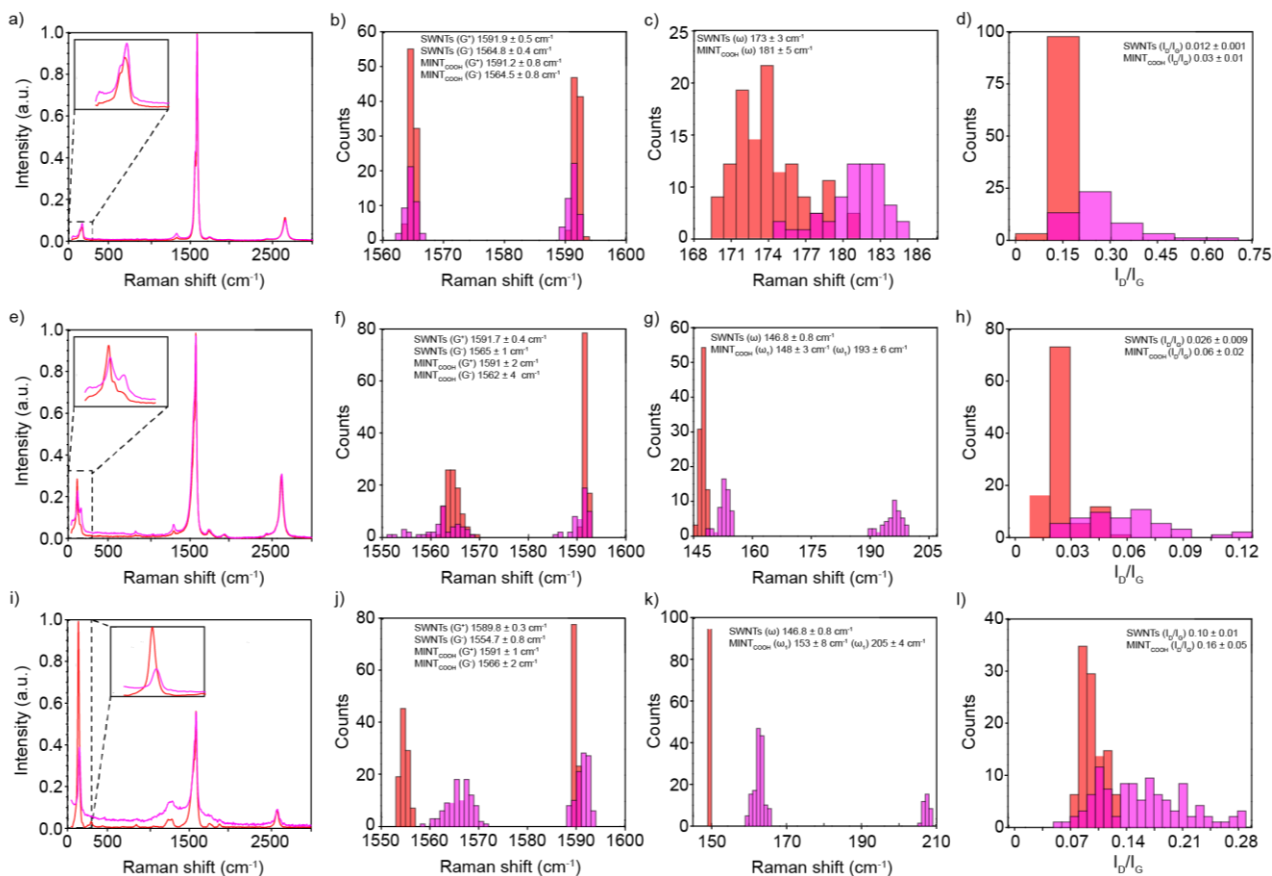 a)
1.0
0.8
0.6
0.4
0.2
0.0
Intensity (a.u.)
0 500 1500 2500
Raman shift (cm⁻¹)
b)
SWNTs (G⁺) 1591.9 ± 0.5 cm⁻¹
SWNTs (G⁻) 1564.8 ± 0.4 cm⁻¹
MINT_COOH (G⁺) 1591.2 ± 0.8 cm⁻¹
MINT_COOH (G⁻) 1564.5 ± 0.8 cm⁻¹
60
50
40
30
20
10
0
Counts
1560 1570 1580 1590 1600
Raman shift (cm⁻¹)
c)
SWNTs (ω) 173 ± 3 cm⁻¹
MINT_COOH (ω) 181 ± 5 cm⁻¹
25
20
15
10
0
Counts
168 171 174 177 180 183 186
Raman shift (cm⁻¹)
d)
SWNTs (I_D/I_G) 0.012 ± 0.001
MINT_COOH (I_D/I_G) 0.03 ± 0.01
100
75
50
25
0
Counts
0 0.15 0.30 0.45 0.60 0.75
I_D/I_G
e)
1.0
0.8
0.6
0.4
0.2
0.0
Intensity (a.u.)
0 500 1500 2500
Raman shift (cm⁻¹)
f)
SWNTs (G⁺) 1591.7 ± 0.4 cm⁻¹
SWNTs (G⁻) 1565 ± 1 cm⁻¹
MINT_COOH (G⁺) 1591 ± 2 cm⁻¹
MINT_COOH (G⁻) 1562 ± 4 cm⁻¹
80
60
40
20
0
Counts
1550 1560 1570 1580 1590 1600
Raman shift (cm⁻¹)
g)
SWNTs (ω) 146.8 ± 0.8 cm⁻¹
MINT_COOH (ω₁) 148 ± 3 cm⁻¹ (ω₁) 193 ± 6 cm⁻¹
60
50
40
30
20
10
0
Counts
145 155 175 195 205
Raman shift (cm⁻¹)
h)
SWNTs (I_D/I_G) 0.026 ± 0.009
MINT_COOH (I_D/I_G) 0.06 ± 0.02
80
60
40
20
0
Counts
0 0.03 0.06 0.09 0.12
I_D/I_G
i)
1.0
0.8
0.6
0.4
0.2
0.0
Intensity (a.u.)
0 500 1500 2500
Raman shift (cm⁻¹)
j)
SWNTs (G⁺) 1589.8 ± 0.3 cm⁻¹
SWNTs (G⁻) 1554.7 ± 0.8 cm⁻¹
MINT_COOH (G⁺) 1591 ± 1 cm⁻¹
MINT_COOH (G⁻) 1566 ± 2 cm⁻¹
80
60
40
20
0
Counts
1550 1560 1570 1580 1590 1600
Raman shift (cm⁻¹)
k)
SWNTs (ω) 146.8 ± 0.8 cm⁻¹
MINT_COOH (ω₁) 153 ± 8 cm⁻¹ (ω₁) 205 ± 4 cm⁻¹
100
80
60
40
20
0
Counts
150 170 190 210
Raman shift (cm⁻¹)
l)
SWNTs (I_D/I_G) 0.10 ± 0.01
MINT_COOH (I_D/I_G) 0.16 ± 0.05
40
30
20
10
0
Counts
0.07 0.14 0.21 0.28
I_D/I_G